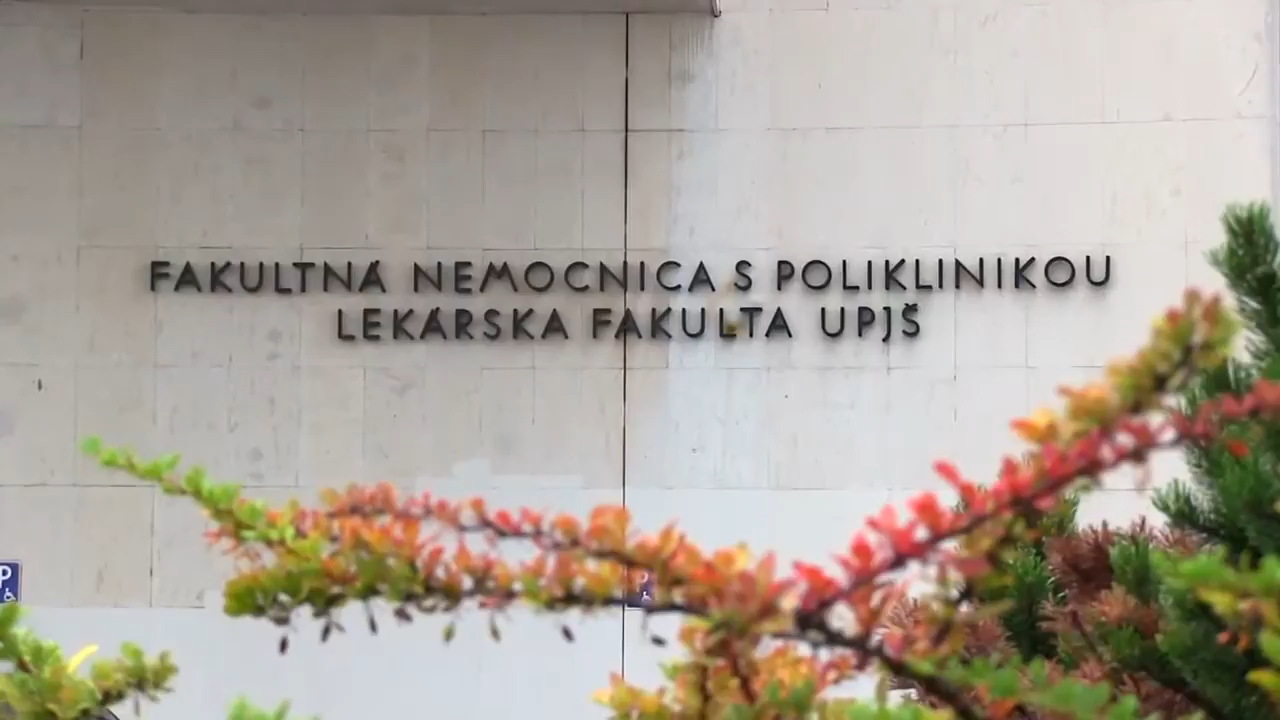 FAKULTNÁ NEMOCNICA S POLIKLINIKOU
LEKÁRSKA FAKULTA UPJŠ
P
P